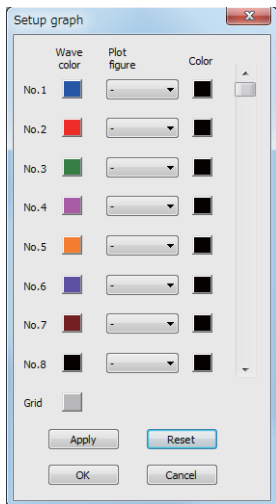 Setup graph
Wave color Plot figure Color
No.1 -
No.2 -
No.3 -
No.4 -
No.5 -
No.6 -
No.7 -
No.8 -
Grid
Apply Reset
OK Cancel